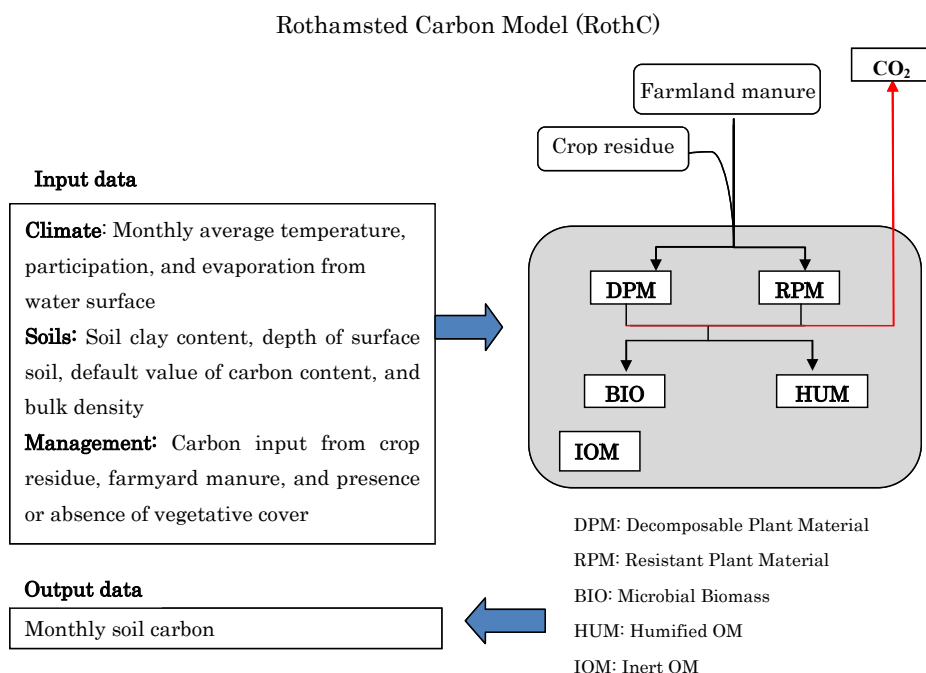 Rothamsted Carbon Model (RothC)
CO₂
Farmland manure
Crop residue
Input data
Climate: Monthly average temperature,
participation, and evaporation from
water surface
Soils: Soil clay content, depth of surface
soil, default value of carbon content, and
bulk density
Management: Carbon input from crop
residue, farmyard manure, and presence
or absence of vegetative cover
DPM
RPM
BIO
HUM
IOM
DPM: Decomposable Plant Material
RPM: Resistant Plant Material
BIO: Microbial Biomass
HUM: Humified OM
IOM: Inert OM
Output data
Monthly soil carbon